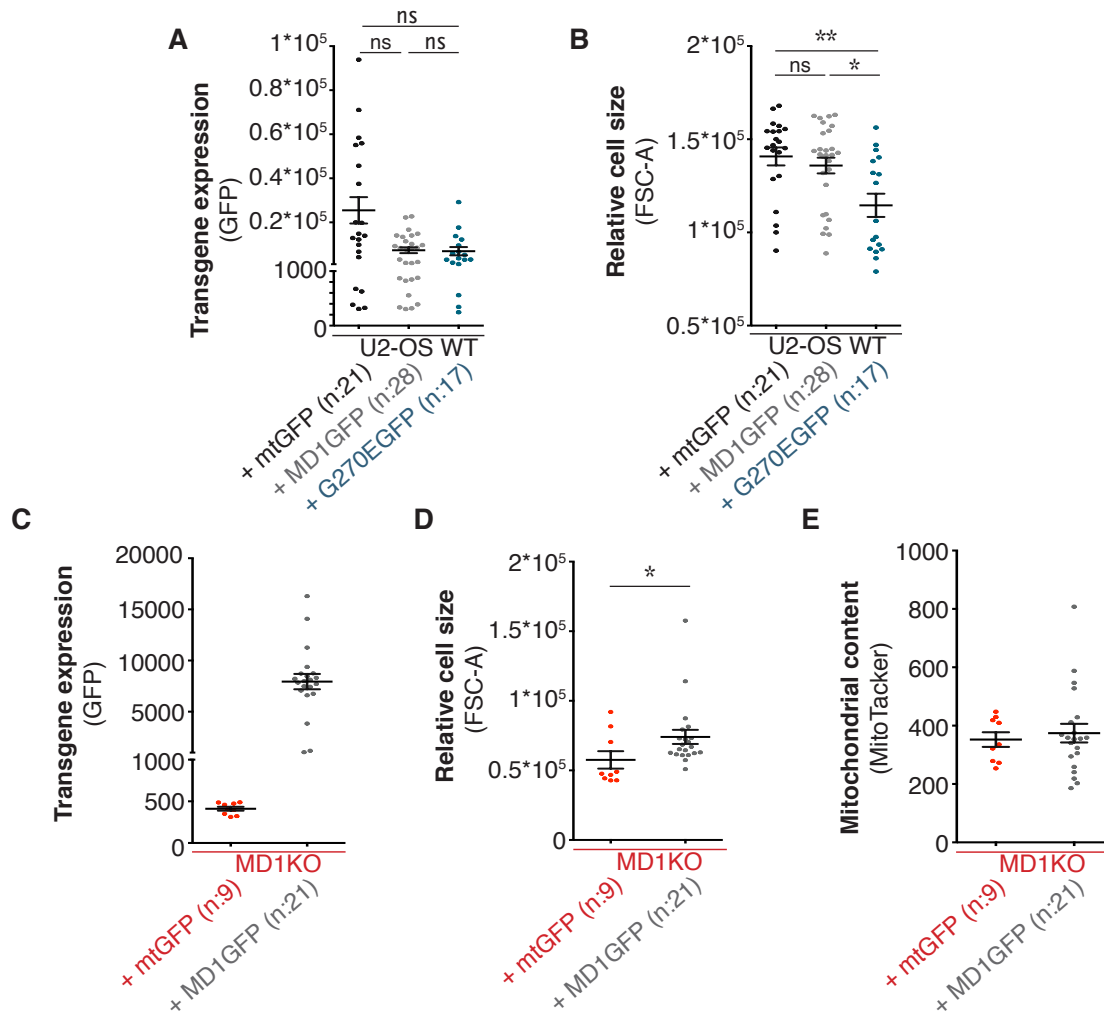 A
Transgene expression
(GFP)
1*10⁵
0.8*10⁵
0.6*10⁵
0.4*10⁵
0.2*10⁵
1000
0
ns
ns ns
U2-OS WT
+ mtGFP (n:21)
+ MD1GFP (n:28)
+ G270EGFP (n:17)
B
Relative cell size
(FSC-A)
2*10⁵
1.5*10⁵
1*10⁵
0.5*10⁵
**
ns *
U2-OS WT
+ mtGFP (n:21)
+ MD1GFP (n:28)
+ G270EGFP (n:17)
C
Transgene expression
(GFP)
20000
15000
10000
5000
1000
500
0
MD1KO
+ mtGFP (n:9)
+ MD1GFP (n:21)
D
Relative cell size
(FSC-A)
2*10⁵
1.5*10⁵
1*10⁵
0.5*10⁵
0
*
MD1KO
+ mtGFP (n:9)
+ MD1GFP (n:21)
E
Mitochondrial content
(MitoTacker)
1000
800
600
400
200
0
MD1KO
+ mtGFP (n:9)
+ MD1GFP (n:21)